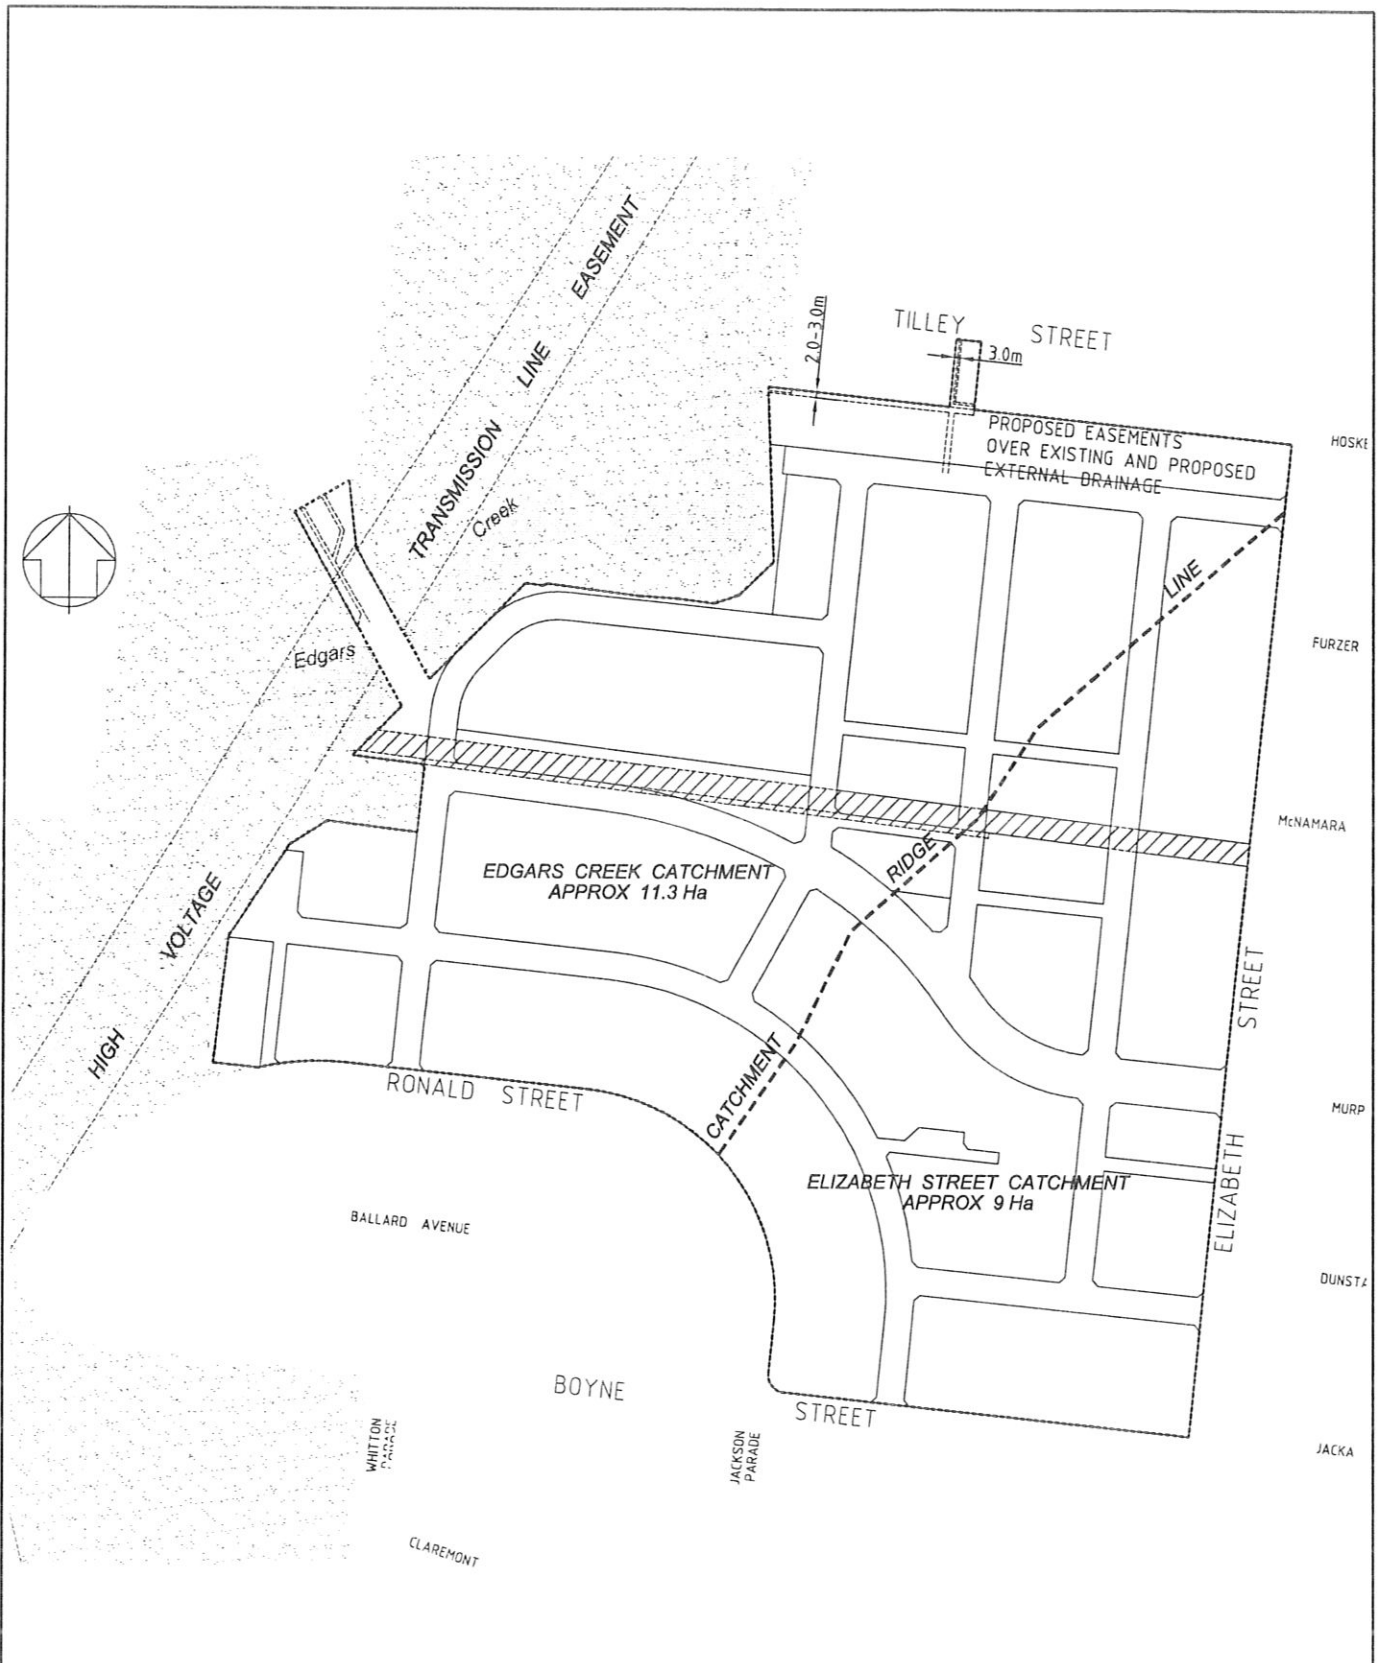 TRANSMISSION LINE EASEMENT
2.0-3.0m
TILLEY STREET
3.0m
PROPOSED EASEMENTS
OVER EXISTING AND PROPOSED
EXTERNAL DRAINAGE
HOSKE
Creek
LINE
Edgars
FURZER
McNAMARA
RIDGE
EDGARS CREEK CATCHMENT
APPROX 11.3 Ha
HIGH VOLTAGE
CATCHMENT
RONALD STREET
ELIZABETH STREET
MURP
ELIZABETH STREET CATCHMENT
APPROX 9 Ha
BALLARD AVENUE
DUNSTA
BOYNE STREET
WHITTON
PARADE
JACKSON
PARADE
JACKA
CLAREMONT